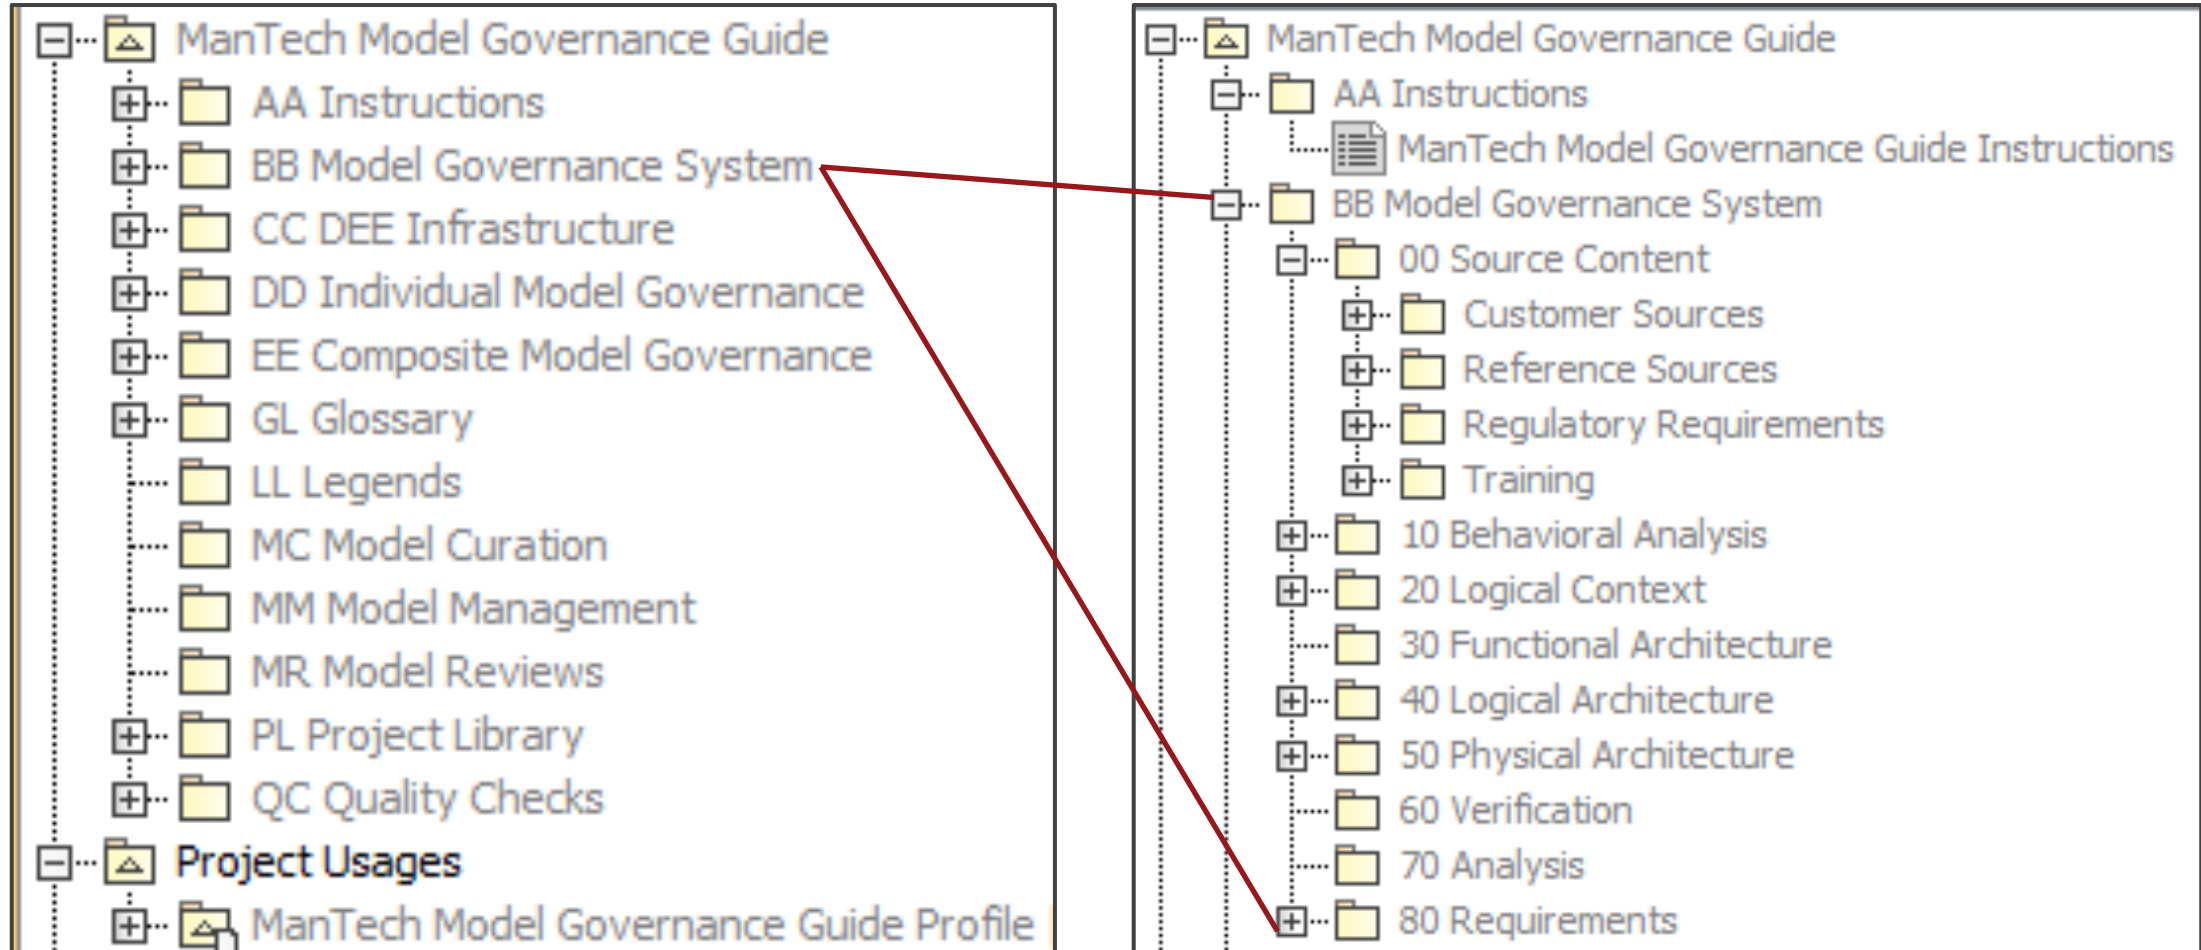 ManTech Model Governance Guide
AA Instructions
BB Model Governance System
CC DEE Infrastructure
DD Individual Model Governance
EE Composite Model Governance
GL Glossary
LL Legends
MC Model Curation
MM Model Management
MR Model Reviews
PL Project Library
QC Quality Checks
Project Usages
ManTech Model Governance Guide Profile
ManTech Model Governance Guide
AA Instructions
ManTech Model Governance Guide Instructions
BB Model Governance System
00 Source Content
Customer Sources
Reference Sources
Regulatory Requirements
Training
10 Behavioral Analysis
20 Logical Context
30 Functional Architecture
40 Logical Architecture
50 Physical Architecture
60 Verification
70 Analysis
80 Requirements